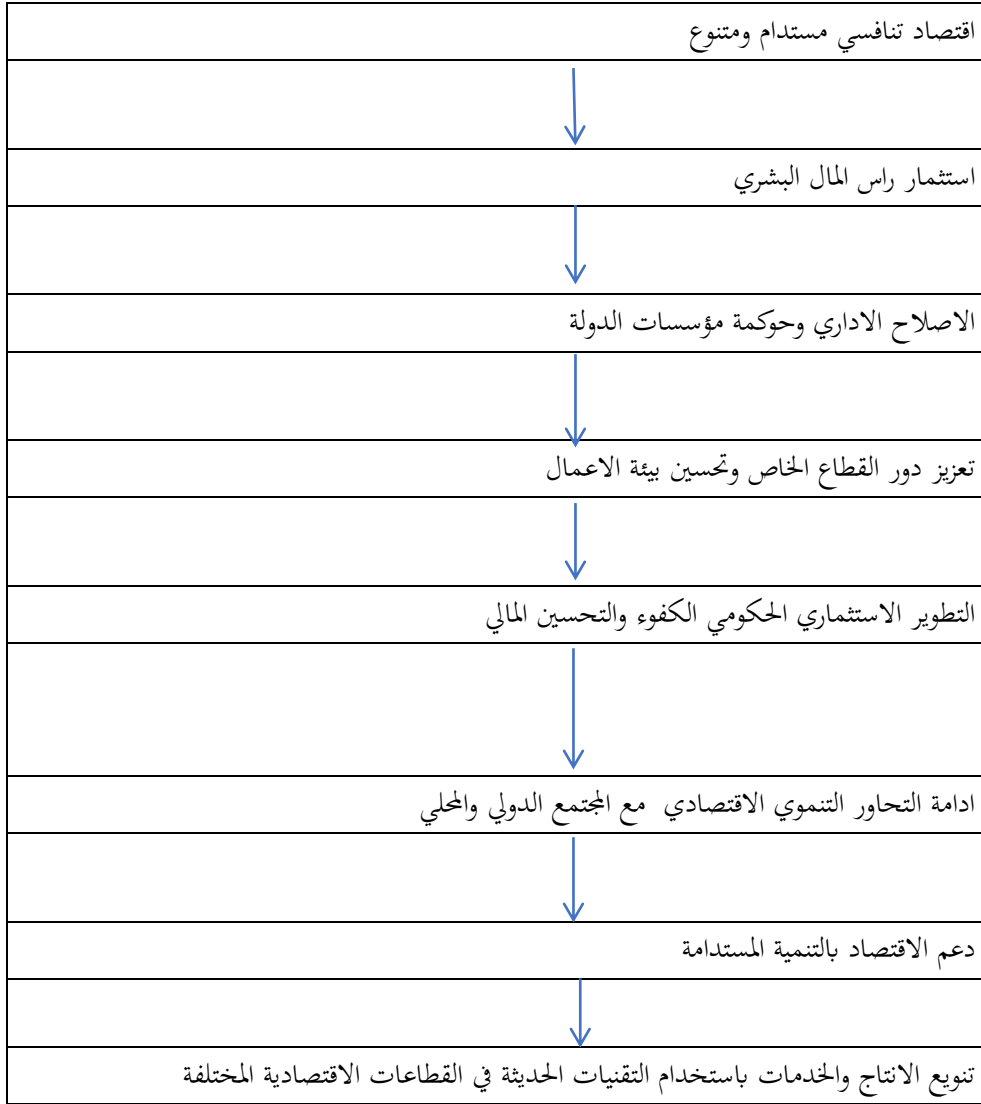 اقتصاد تنافسي مستدام ومتنوع
استثمار راس المال البشري
الاصلاح الاداري وحوكمة مؤسسات الدولة
تعزيز دور القطاع الخاص وتحسين بيئة الاعمال
التطوير الاستثماري الحكومي الكفوء والتحسين المالي
ادامة التحاور التنموي الاقتصادي مع المجتمع الدولي والمحلي
دعم الاقتصاد بالتنمية المستدامة
تنويع الانتاج والخدمات باستخدام التقنيات الحديثة في القطاعات الاقتصادية المختلفة